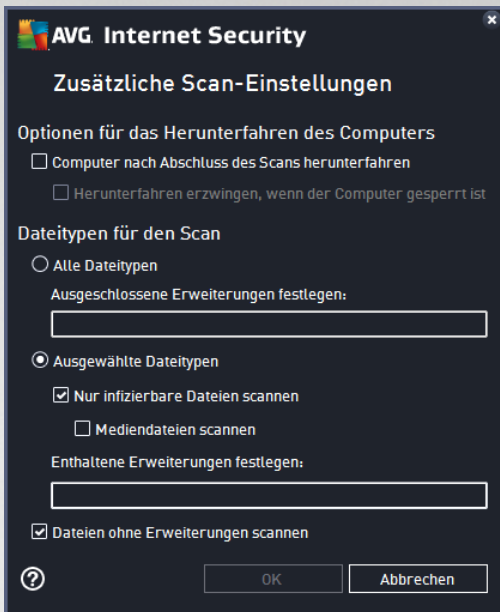 AVG. Internet Security
Zusätzliche Scan-Einstellungen
Optionen für das Herunterfahren des Computers
Computer nach Abschluss des Scans herunterfahren
Herunterfahren erzwingen, wenn der Computer gesperrt ist
Dateitypen für den Scan
Alle Dateitypen
Ausgeschlossene Erweiterungen festlegen:
Ausgewählte Dateitypen
Nur infizierbare Dateien scannen
Mediendateien scannen
Enthaltene Erweiterungen festlegen:
Dateien ohne Erweiterungen scannen
? OK Abbrechen